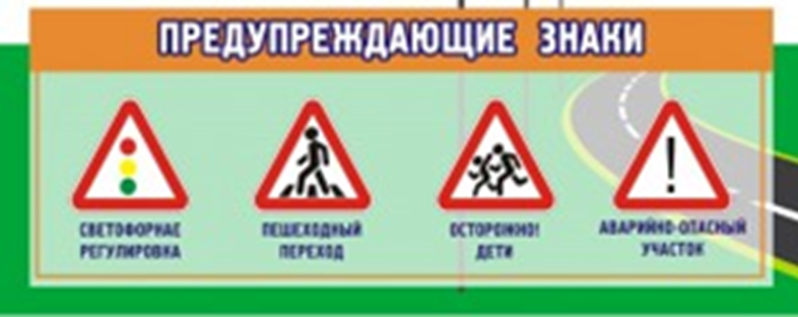 ПРЕДУПРЕЖДАЮЩИЕ ЗНАКИ
СВЕТОФОРНАЕ
РЕГУЛИРОВКА
ПЕШЕХОДНЫЙ
ПЕРЕХОД
ОСТОРОЖНО!
ДЕТИ
АВАРИЙНО-ОПАСНЫЙ
УЧАСТОК